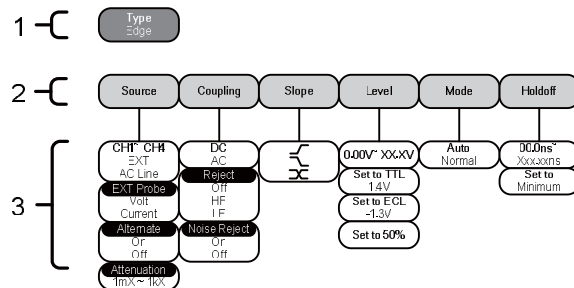 1
Type
Edge
2
Source
Coupling
Slope
Level
Mode
Holdoff
3
CH1~ CH4
EXT
AC Line
EXT Probe
Volt
Current
Alternate
On
Off
Attenuation
1mX ~ 1kX
DC
AC
Reject
Off
HF
LF
Noise Reject
On
Off
0.00V~ XX.XV
Set to TTL
1.4V
Set to ECL
-1.3V
Set to 50%
Auto
Normal
00.0ns~
Xxx.xxns
Set to
Minimum